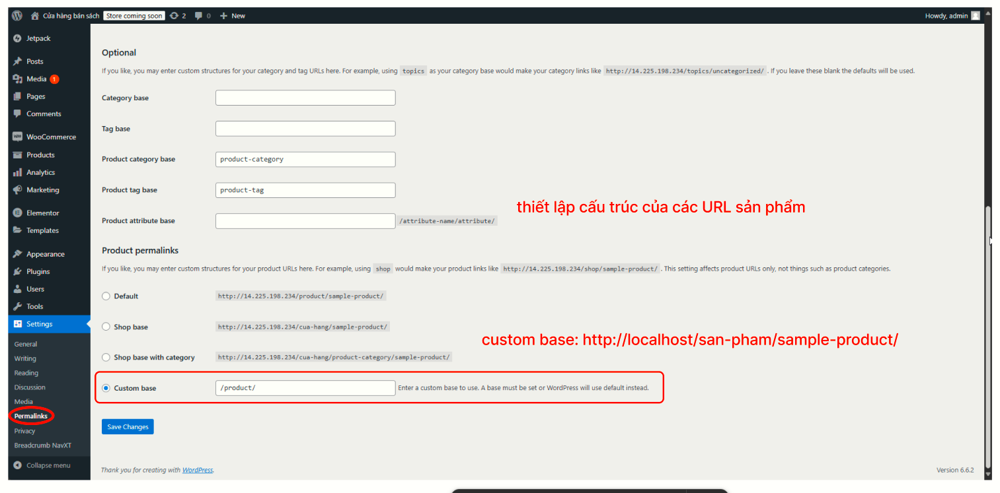 Cửa hàng bán sách Store coming soon 2 0 New Howdy, admin
Jetpack
Posts
Media 1
Pages
Comments
WooCommerce
Products
Analytics
Marketing
Elementor
Templates
Appearance
Plugins
Users
Tools
Settings
General
Writing
Reading
Discussion
Media
Permalinks
Privacy
Breadcrumb NavXT
Collapse menu
Optional
If you like, you may enter custom structures for your category and tag URLs here. For example, using topics as your category base would make your category links like http://14.225.198.234/topics/uncategorized/ . If you leave these blank the defaults will be used.
Category base
Tag base
Product category base product-category
Product tag base product-tag
thiết lập cấu trúc của các URL sản phẩm
Product attribute base /attribute-name/attribute/
Product permalinks
If you like, you may enter custom structures for your product URLs here. For example, using shop would make your product links like http://14.225.198.234/shop/sample-product/ . This setting affects product URLs only, not things such as product categories.
Default http://14.225.198.234/product/sample-product/
Shop base http://14.225.198.234/cua-hang/sample-product/
custom base: http://localhost/san-pham/sample-product/
Shop base with category http://14.225.198.234/cua-hang/product-category/sample-product/
Custom base /product/ Enter a custom base to use. A base must be set or WordPress will use default instead.
Save Changes
Thank you for creating with WordPress.
Version 6.6.2